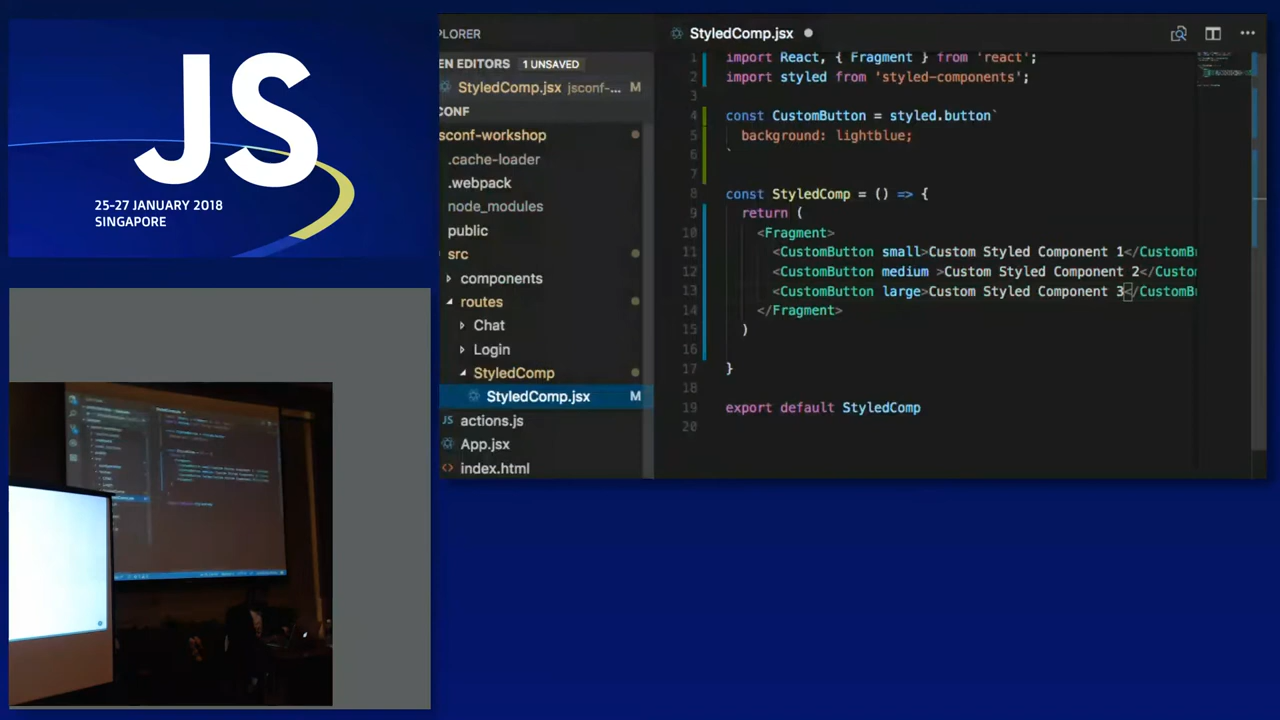 JS
25-27 JANUARY 2018
SINGAPORE
PLORER
EN EDITORS 1 UNSAVED
StyledComp.jsx jsconf-... M
CONF
sconf-workshop
.cache-loader
.webpack
node_modules
public
src
components
routes
Chat
Login
StyledComp
StyledComp.jsx M
JS actions.js
App.jsx
<> index.html
StyledComp.jsx
1 import React, { Fragment } from 'react';
2 import styled from 'styled-components';
3
4 const CustomButton = styled.button`
5 background: lightblue;
6 `
7
8 const StyledComp = () => {
9 return (
10 <Fragment>
11 <CustomButton small>Custom Styled Component 1</CustomB
12 <CustomButton medium >Custom Styled Component 2</Custom
13 <CustomButton large>Custom Styled Component 3</CustomB
14 </Fragment>
15 )
16
17 }
18
19 export default StyledComp
20